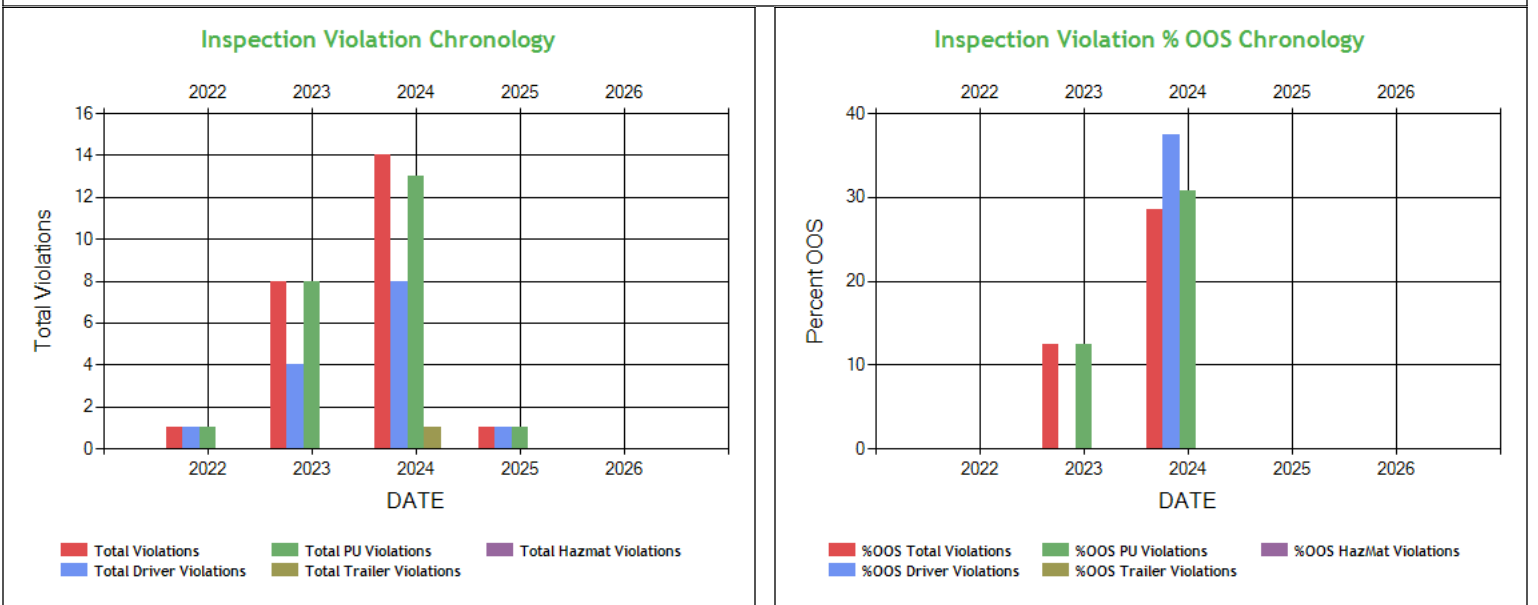 Inspection Violation Chronology
2022 2023 2024 2025 2026
16
14
12
10
8
6
4
2
0
Total Violations
2022 2023 2024 2025 2026
DATE
Total Violations Total PU Violations Total Hazmat Violations
Total Driver Violations Total Trailer Violations
Inspection Violation % OOS Chronology
2022 2023 2024 2025 2026
40
30
20
10
0
Percent OOS
2022 2023 2024 2025 2026
DATE
%OOS Total Violations %OOS PU Violations %OOS HazMat Violations
%OOS Driver Violations %OOS Trailer Violations